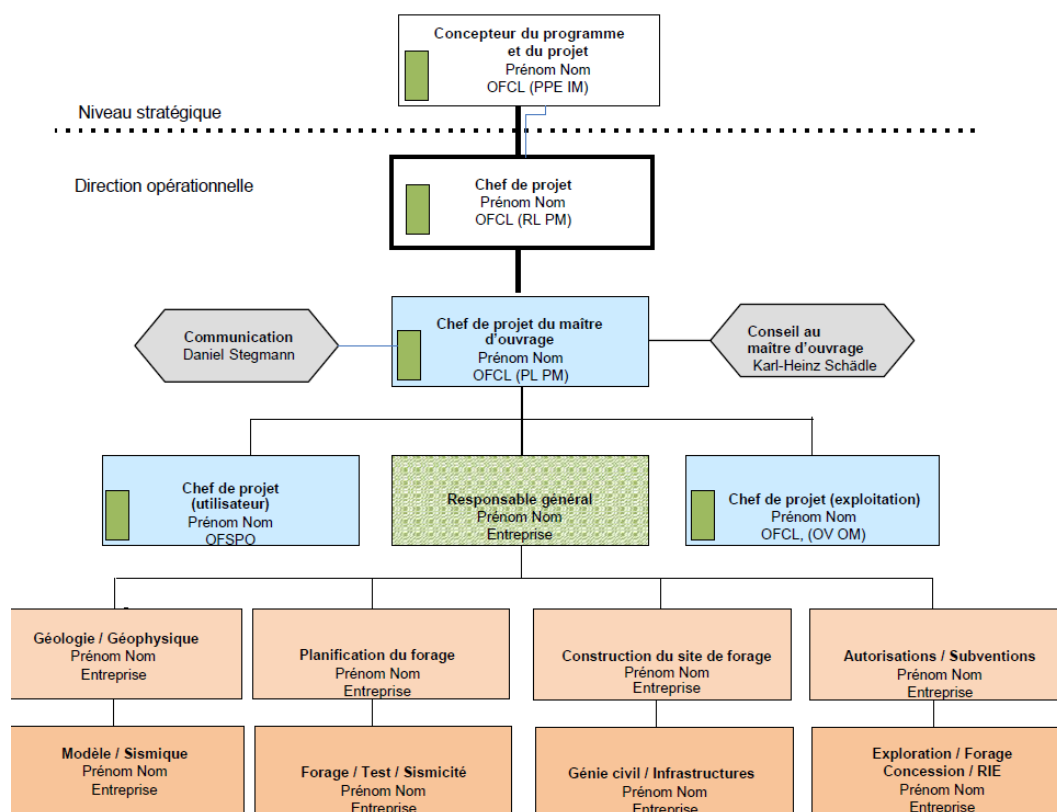 Concepteur du programme
et du projet
Prénom Nom
OFCL (PPE IM)
Niveau stratégique
Direction opérationnelle
Chef de projet
Prénom Nom
OFCL (RL PM)
Communication
Daniel Stegmann
Chef de projet du maître
d'ouvrage
Prénom Nom
OFCL (PL PM)
Conseil au
maître d'ouvrage
Karl-Heinz Schädle
Chef de projet
(utilisateur)
Prénom Nom
OFSPO
Responsable général
Prénom Nom
Entreprise
Chef de projet (exploitation)
Prénom Nom
OFCL, (OV OM)
Géologie / Géophysique
Prénom Nom
Entreprise
Planification du forage
Prénom Nom
Entreprise
Construction du site de forage
Prénom Nom
Entreprise
Autorisations / Subventions
Prénom Nom
Entreprise
Modèle / Sismique
Prénom Nom
Entreprise
Forage / Test / Sismicité
Prénom Nom
Entreprise
Génie civil / Infrastructures
Prénom Nom
Entreprise
Exploration / Forage
Concession / RIE
Prénom Nom
Entreprise